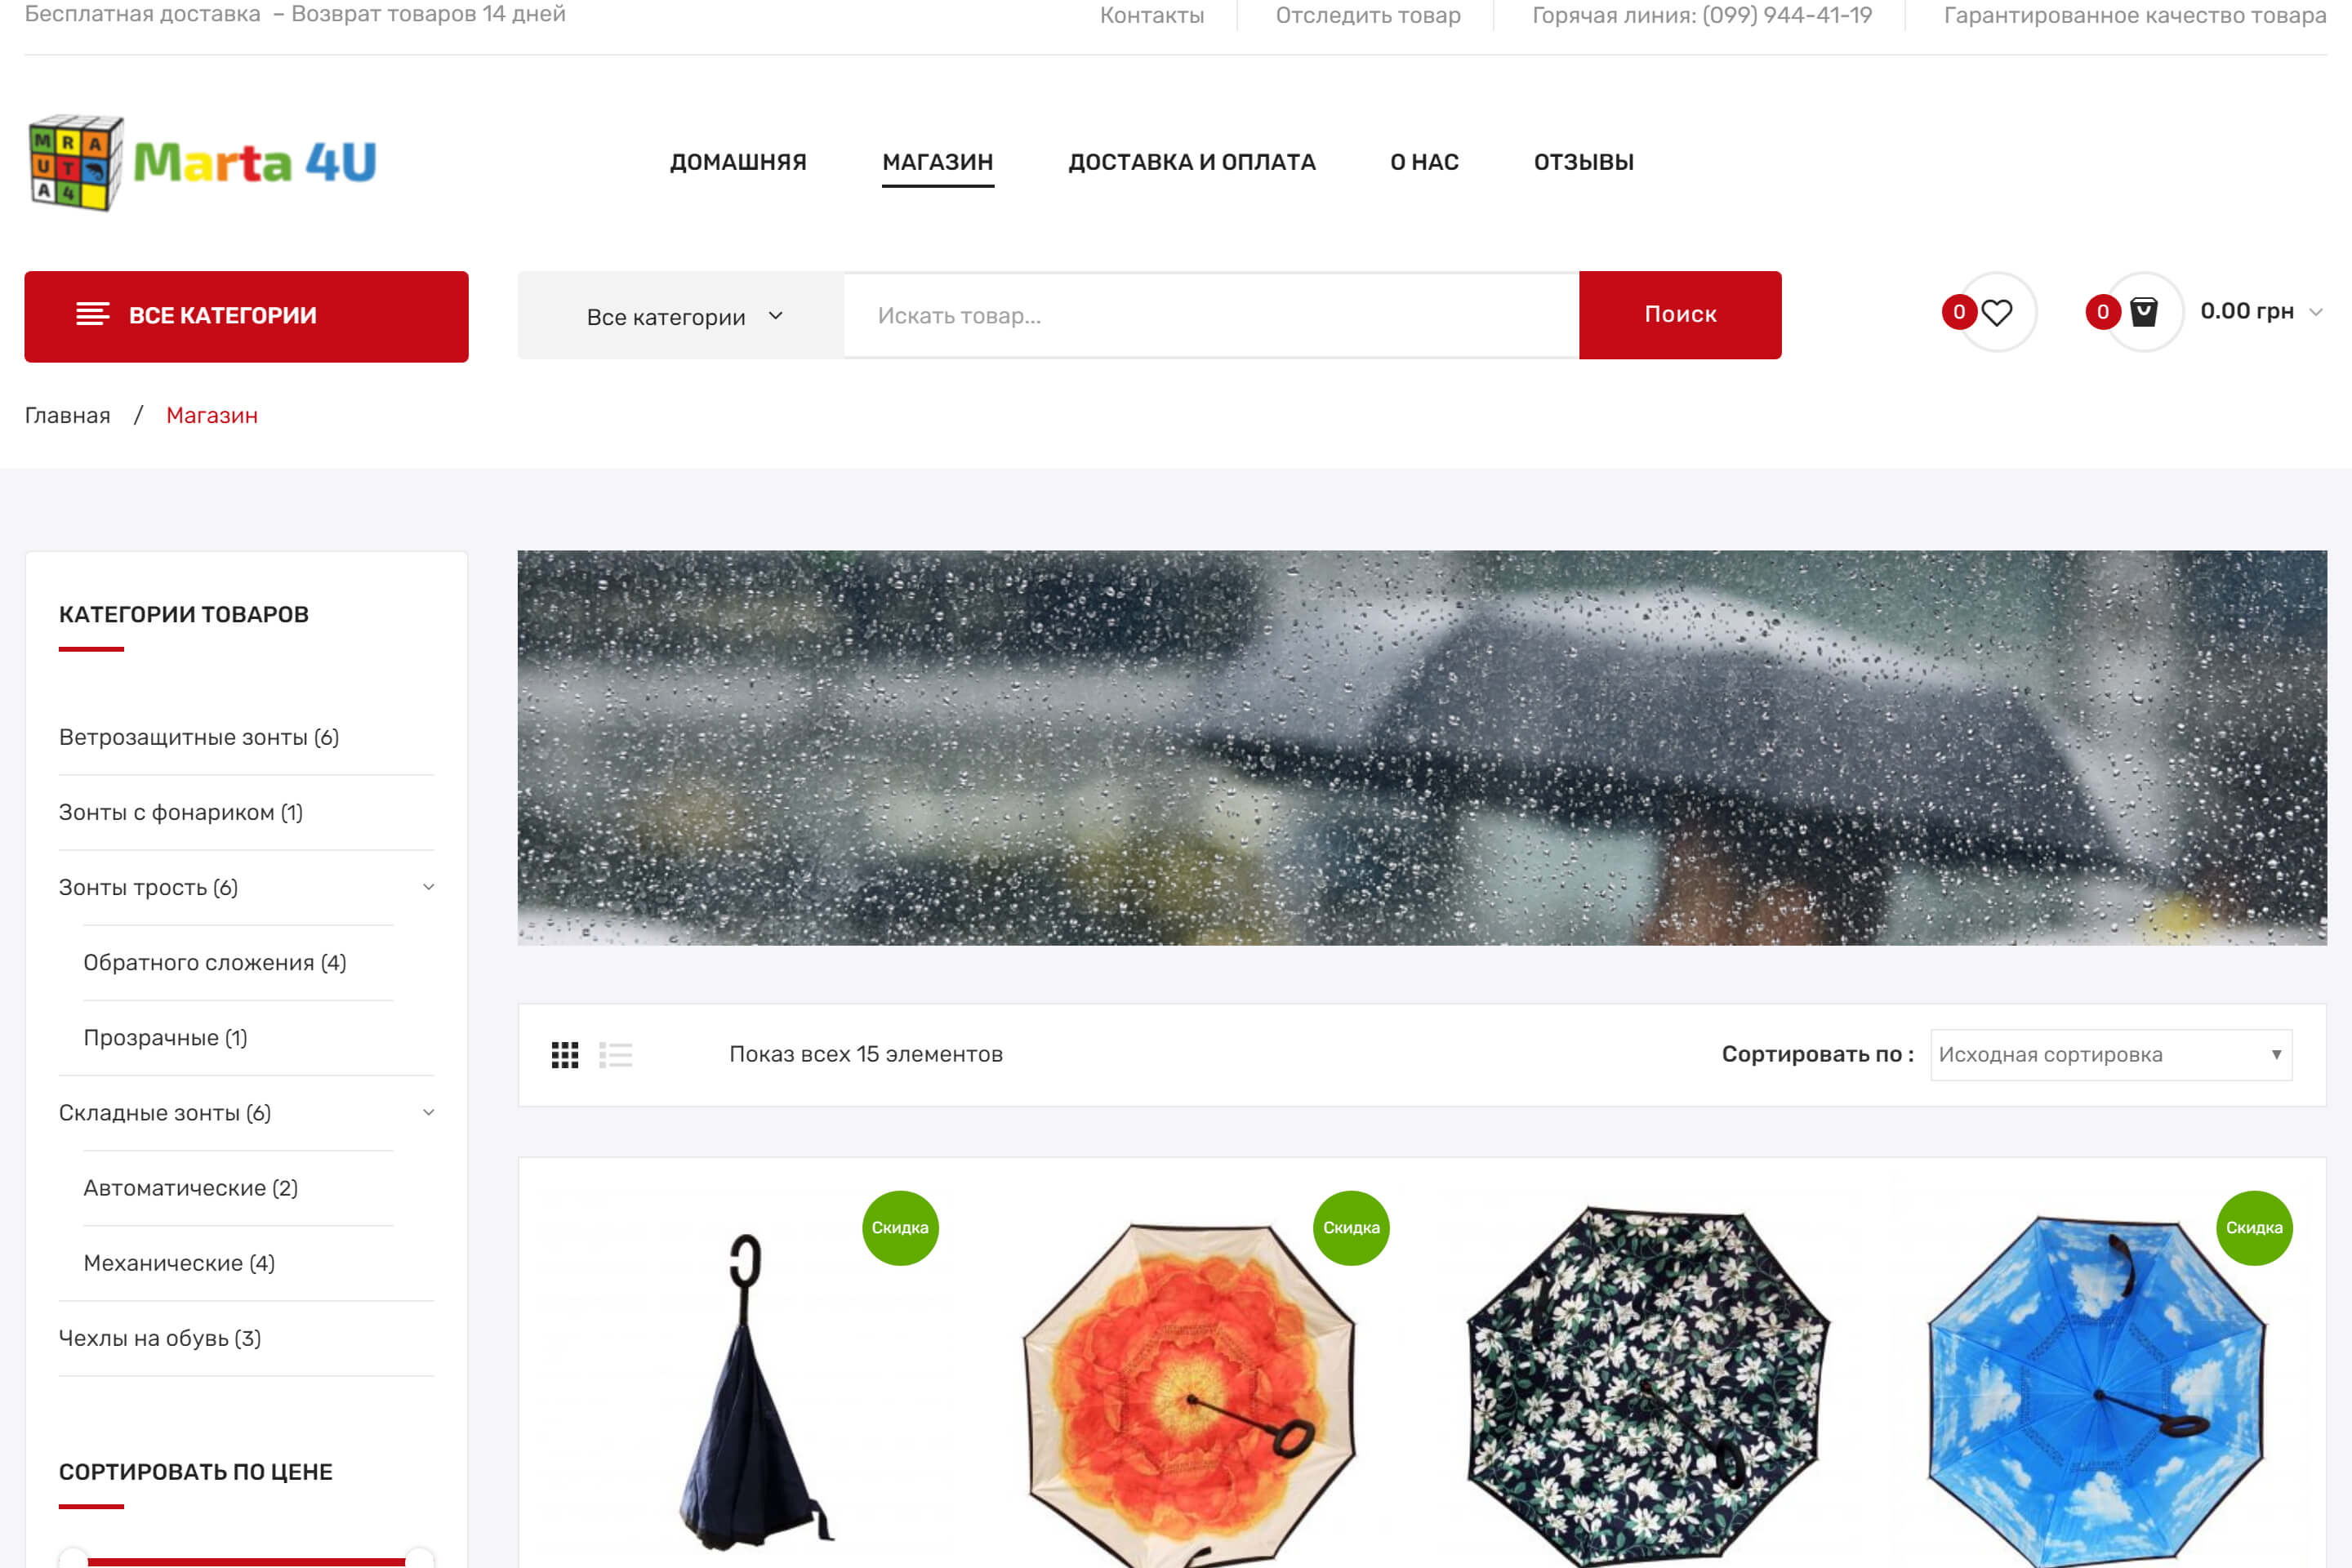 Бесплатная доставка – Возврат товаров 14 дней
Контакты
Отследить товар
Горячая линия: (099) 944-41-19
Гарантированное качество товара
M R A
U T
A 4
Marta 4U
ДОМАШНЯЯ
МАГАЗИН
ДОСТАВКА И ОПЛАТА
О НАС
ОТЗЫВЫ
ВСЕ КАТЕГОРИИ
Все категории
Искать товар...
Поиск
0
0
0.00 грн
Главная / Магазин
КАТЕГОРИИ ТОВАРОВ
Ветрозащитные зонты (6)
Зонты с фонариком (1)
Зонты трость (6)
Обратного сложения (4)
Прозрачные (1)
Складные зонты (6)
Автоматические (2)
Механические (4)
Чехлы на обувь (3)
СОРТИРОВАТЬ ПО ЦЕНЕ
Показ всех 15 элементов
Сортировать по :
Исходная сортировка
Скидка
Скидка
Скидка